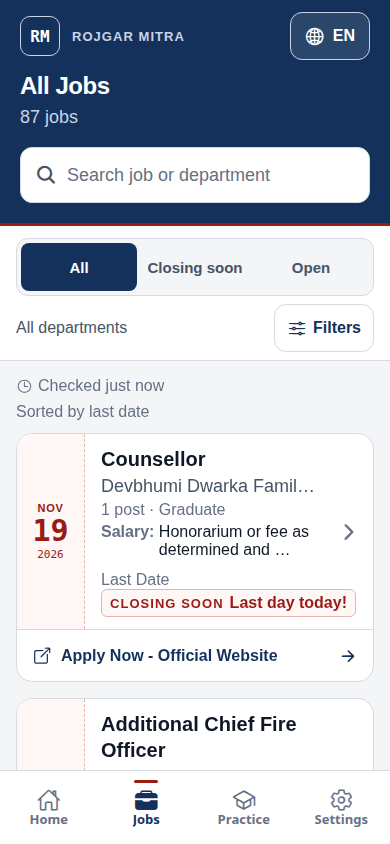 RM
ROJGAR MITRA
EN
All Jobs
87 jobs
Search job or department
All
Closing soon
Open
All departments
Filters
Checked just now
Sorted by last date
NOV
19
2026
Counsellor
Devbhumi Dwarka Famil…
1 post · Graduate
Salary: Honorarium or fee as
determined and …
Last Date
CLOSING SOON Last day today!
Apply Now - Official Website
Additional Chief Fire
Officer
Home
Jobs
Practice
Settings